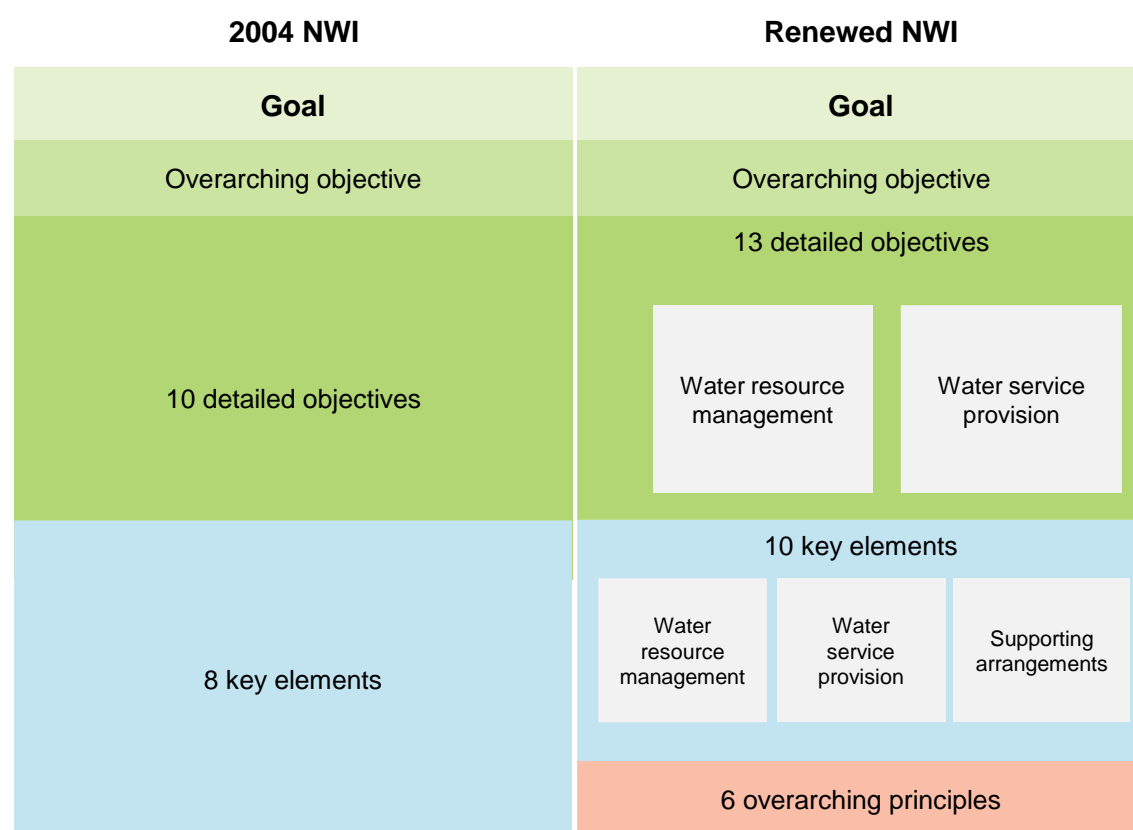 2004 NWI
Renewed NWI
Goal
Goal
Overarching objective
Overarching objective
10 detailed objectives
13 detailed objectives
Water resource
management
Water service
provision
8 key elements
10 key elements
Water
resource
management
Water
service
provision
Supporting
arrangements
6 overarching principles